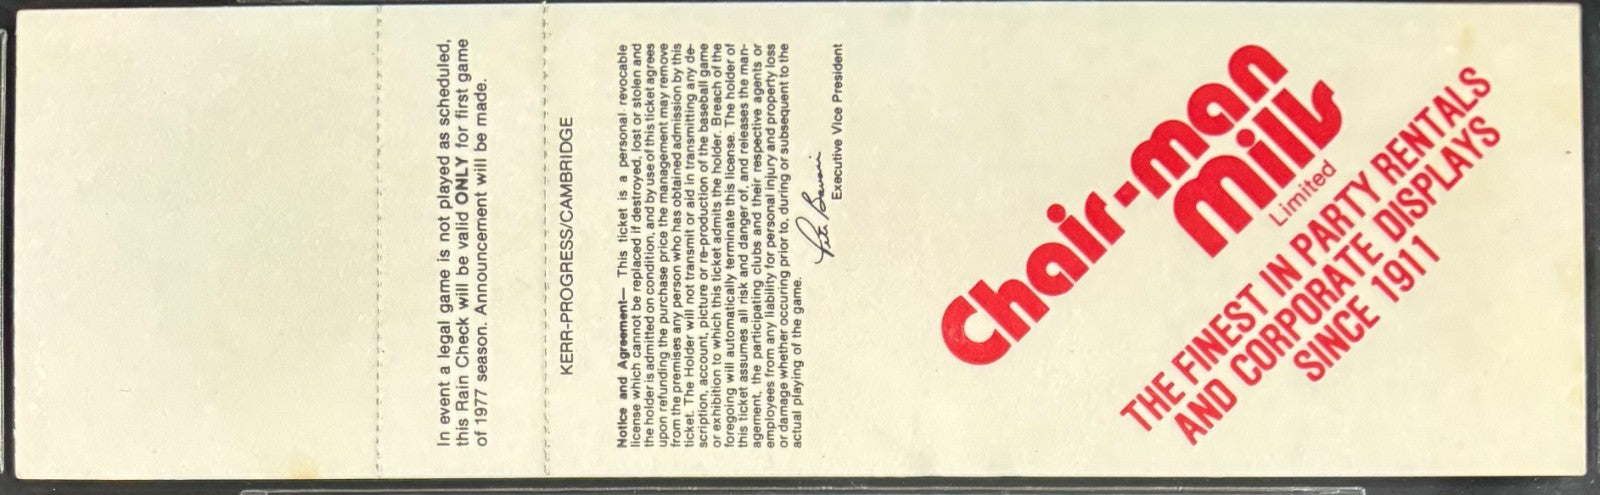 In event a legal game is not played as scheduled,
this Rain Check will be valid ONLY for first game
of 1977 season. Announcement will be made.
KERR-PROGRESS/CAMBRIDGE
Notice and Agreement— This ticket is a personal revocable
license which cannot be replaced if destroyed, lost or stolen and
the holder is admitted on condition, and by use of this ticket agrees
upon refunding the purchase price the management may remove
from the premises any person who has obtained admission by this
ticket. The Holder will not transmit or aid in transmitting any de-
scription, account, picture or re-production of the baseball game
or exhibition to which this ticket admits the holder. Breach of the
foregoing will automatically terminate this license. The holder of
this ticket assumes all risk and danger of, and releases the man-
agement, the participating clubs and their respective agents or
employees from any liability for personal injury and property loss
or damage whether occuring prior to, during or subsequent to the
actual playing of the game.
Executive Vice President
Chair-man
Mills
Limited
THE FINEST IN PARTY RENTALS
AND CORPORATE DISPLAYS
SINCE 1911